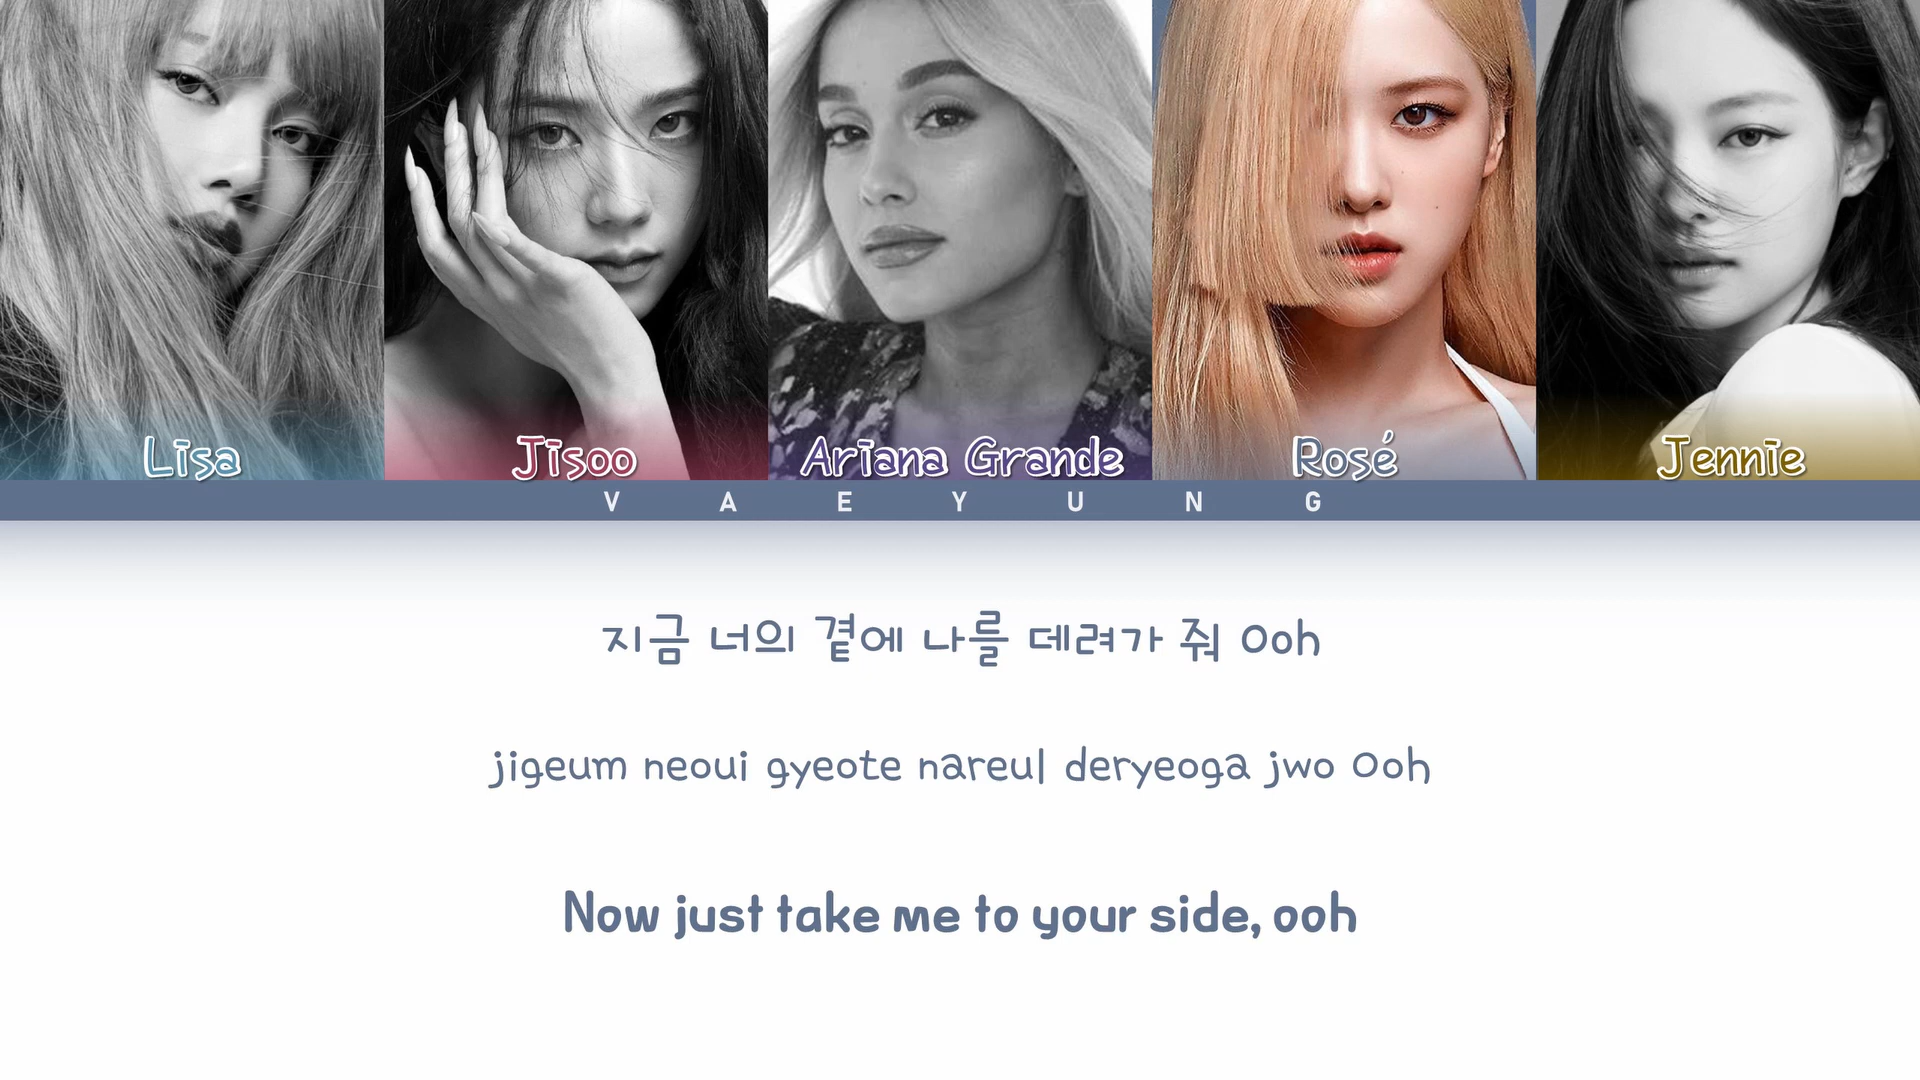 Lisa Jisoo Ariana Grande Rosé Jennie
VAEYUNG
지금 너의 곁에 나를 데려가 줘 Ooh
jigeum neoui gyeote nareul deryeoga jwo Ooh
Now just take me to your side, ooh